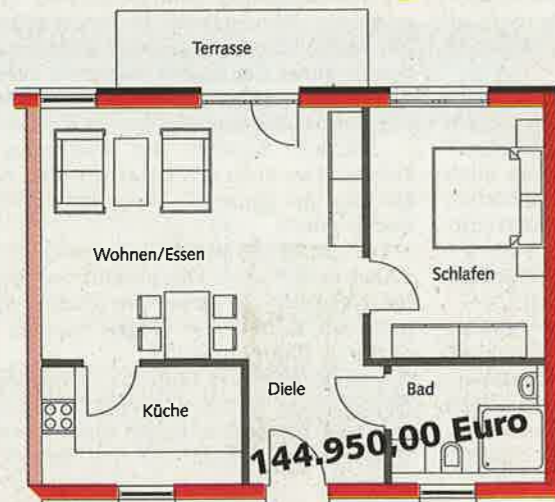 Terrasse
Wohnen/Essen
Schlafen
Küche
Diele
Bad
144.950,00 Euro